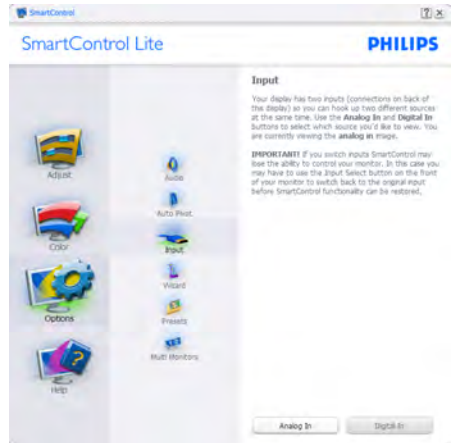 SmartControl
SmartControl Lite
PHILIPS
Adjust
Color
Options
Help
Audio
Auto Pivot
Input
Wizard
Presets
Multi Monitors
Input
Your display has two inputs (connections on back of
the display) so you can hook up two different sources
at the same time. Use the Analog In and Digital In
buttons to select which source you'd like to view. You
are currently viewing the analog in image.
IMPORTANT! If you switch inputs SmartControl may
lose the ability to control your monitor. In this case you
may have to use the Input Select button on the front
of your monitor to switch back to the original input
before SmartControl functionality can be restored.
Analog In
Digital In